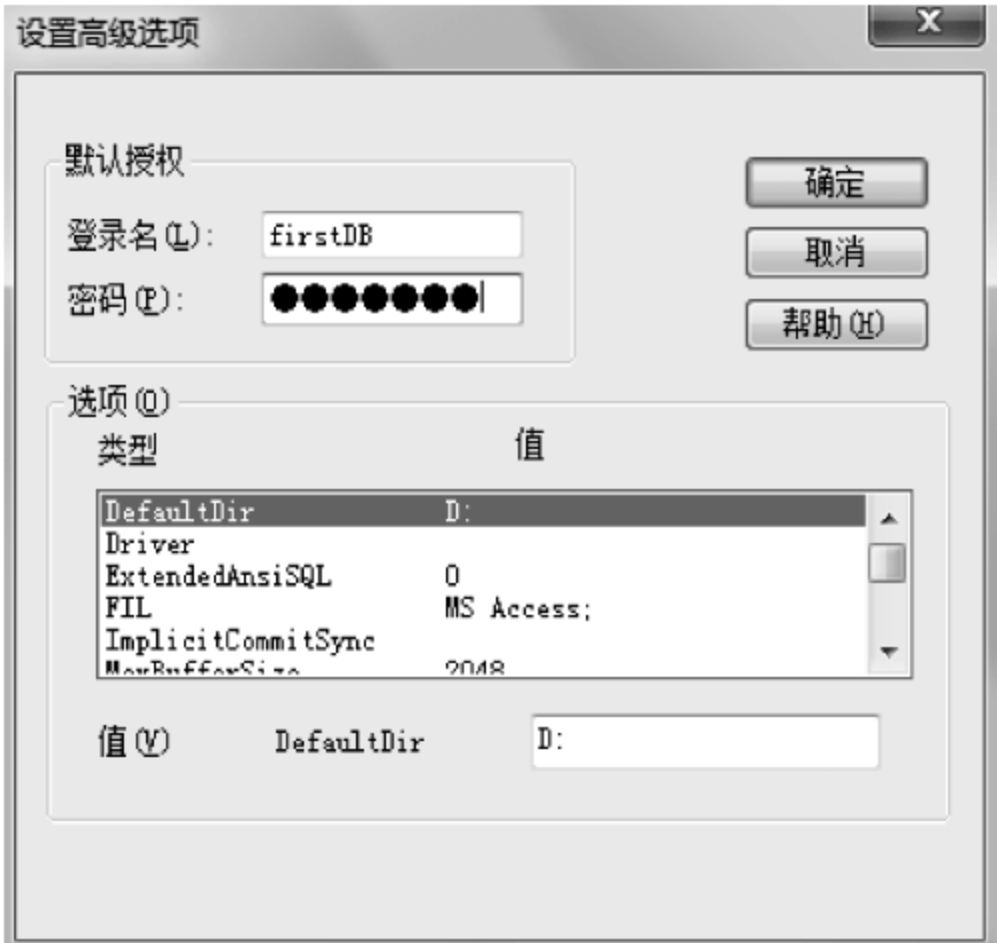 设置高级选项
X
默认授权
登录名(L): firstDB
密码(P): ●●●●●●●
确定
取消
帮助(H)
选项(O)
类型 值
DefaultDir D:
Driver
ExtendedAnsiSQL 0
FIL MS Access;
ImplicitCommitSync
MaxBufferSize 2048
值(V) DefaultDir D: